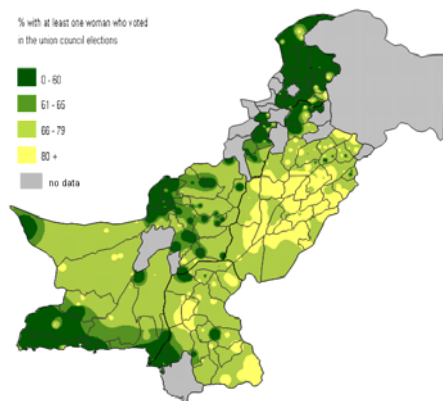 % with at least one woman who voted
in the union council elections
0 - 60
61 - 65
66 - 79
80 +
no data